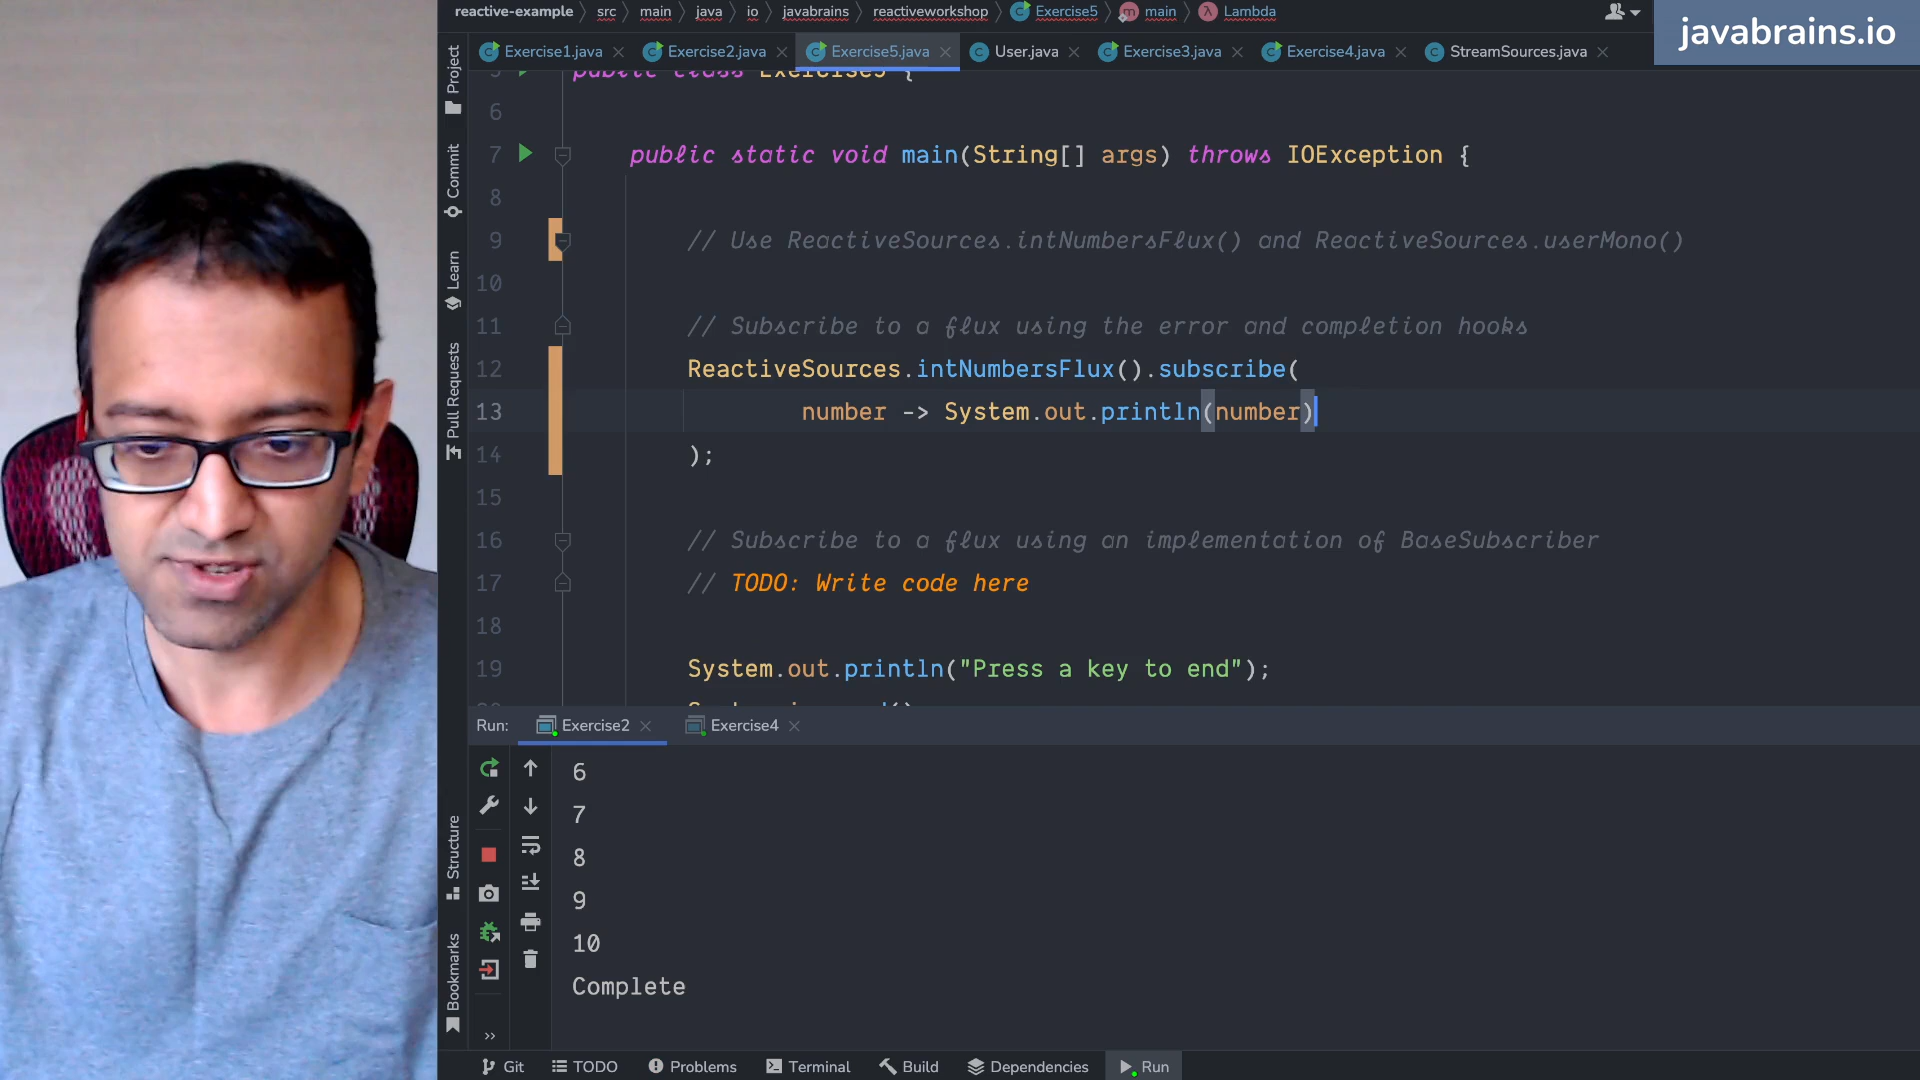 reactive-example src main java io javabrains reactiveworkshop Exercise5 main Lambda
javabrains.io
Exercise1.java Exercise2.java Exercise5.java User.java Exercise3.java Exercise4.java StreamSources.java
Project
Commit
Learn
Pull Requests
Structure
Bookmarks
5 public class Exercise5 {
6
7 public static void main(String[] args) throws IOException {
8
9 // Use ReactiveSources.intNumbersFlux() and ReactiveSources.userMono()
10
11 // Subscribe to a flux using the error and completion hooks
12 ReactiveSources.intNumbersFlux().subscribe(
13 number -> System.out.println(number)
14 );
15
16 // Subscribe to a flux using an implementation of BaseSubscriber
17 // TODO: Write code here
18
19 System.out.println("Press a key to end");
Run: Exercise2 Exercise4
6
7
8
9
10
Complete
Git TODO Problems Terminal Build Dependencies Run